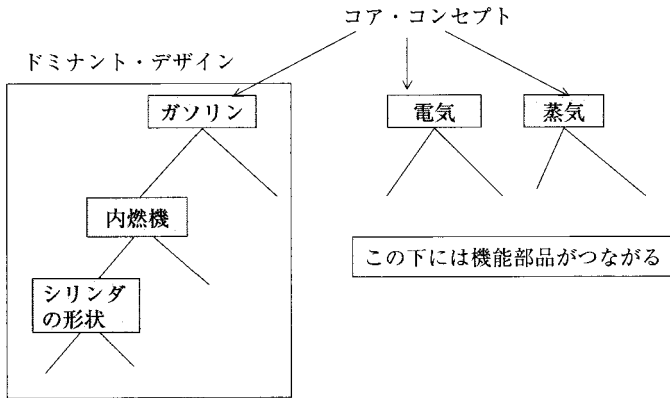 コア・コンセプト
ドミナント・デザイン
ガソリン
電気
蒸気
内燃機
この下には機能部品がつながる
シリンダ
の形状